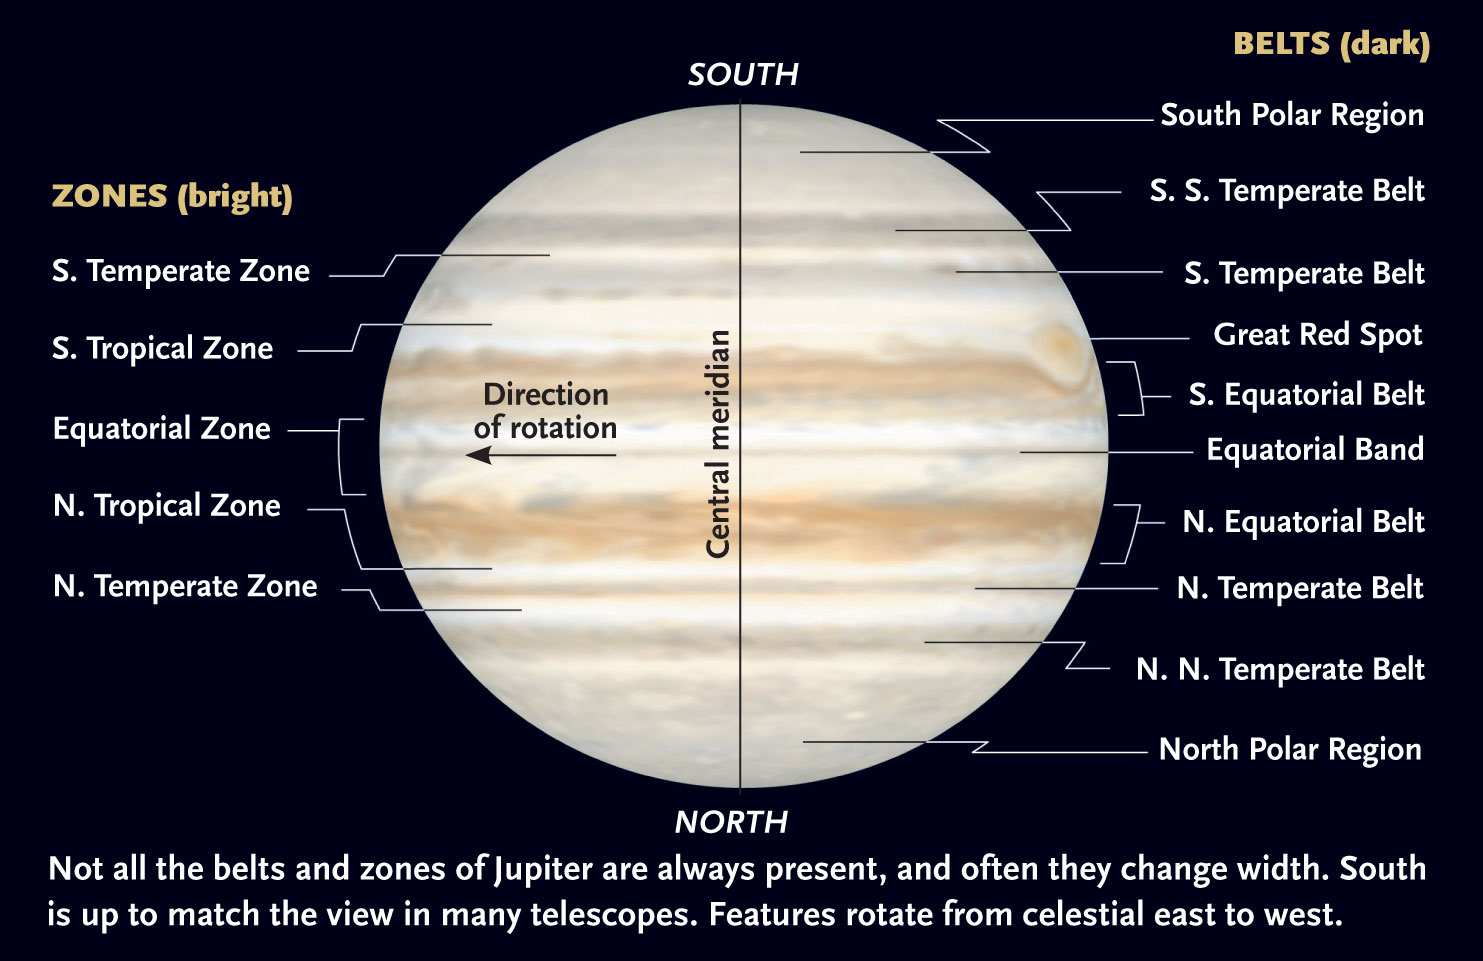 BELTS (dark)
SOUTH
South Polar Region
ZONES (bright)
S. S. Temperate Belt
S. Temperate Zone
S. Temperate Belt
S. Tropical Zone
Great Red Spot
Direction
of rotation
Central meridian
S. Equatorial Belt
Equatorial Zone
Equatorial Band
N. Tropical Zone
N. Equatorial Belt
N. Temperate Zone
N. Temperate Belt
N. N. Temperate Belt
North Polar Region
NORTH
Not all the belts and zones of Jupiter are always present, and often they change width. South
is up to match the view in many telescopes. Features rotate from celestial east to west.